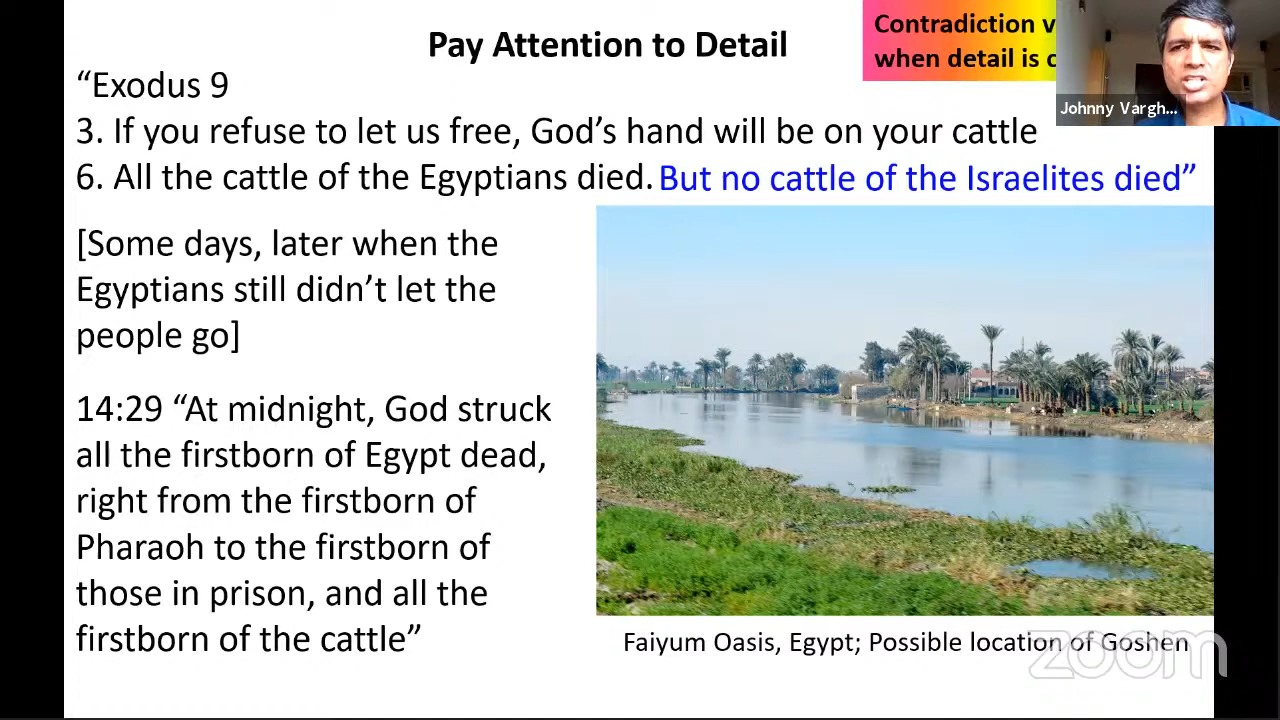 Pay Attention to Detail
Contradiction v
when detail is
“Exodus 9
3. If you refuse to let us free, God’s hand will be on your cattle
6. All the cattle of the Egyptians died. But no cattle of the Israelites died”
[Some days, later when the
Egyptians still didn’t let the
people go]
14:29 “At midnight, God struck
all the firstborn of Egypt dead,
right from the firstborn of
Pharaoh to the firstborn of
those in prison, and all the
firstborn of the cattle”
Johnny Vargh...
Faiyum Oasis, Egypt; Possible location of Goshen
zoom